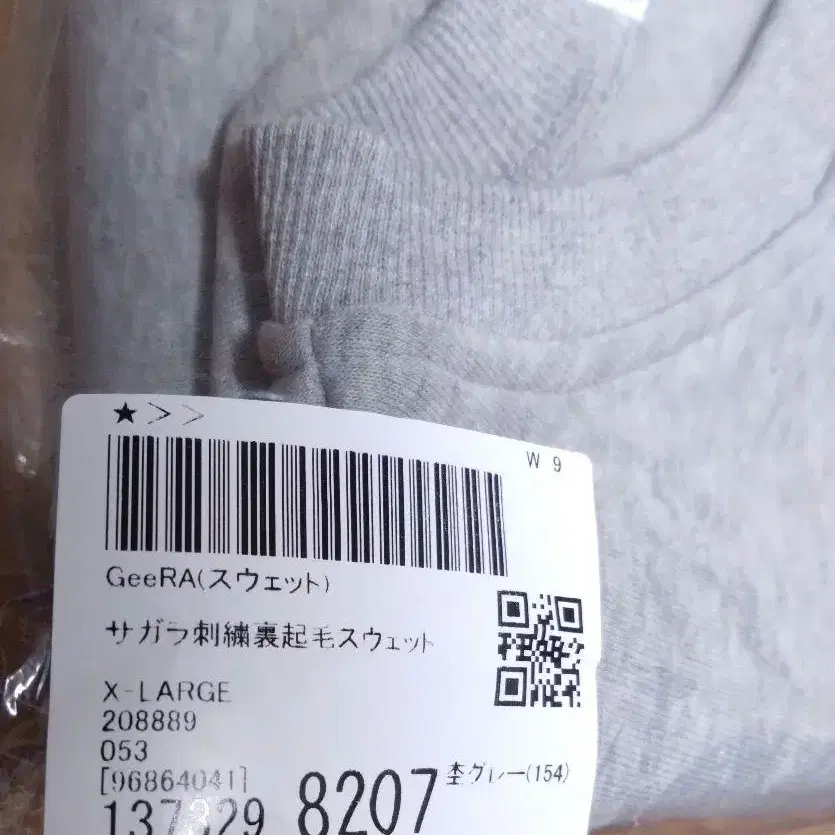 ★＞＞
W 9
GeeRA(スウェット)
サガラ刺繍裏起毛スウェット
X-LARGE
208889
053
[96864041]
杢グレー(154)
8207